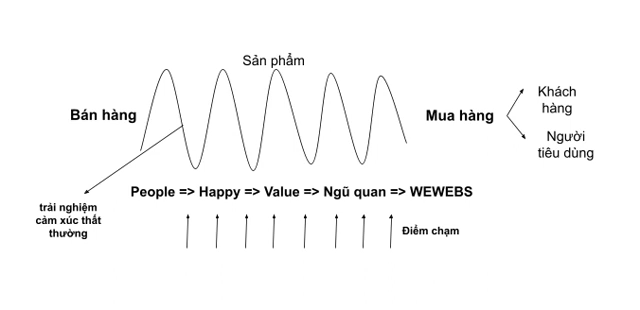 Sản phẩm
Bán hàng
Mua hàng
Khách
hàng
Người
tiêu dùng
People => Happy => Value => Ngũ quan => WEWEBS
trải nghiệm
cảm xúc thất
thường
Điểm chạm